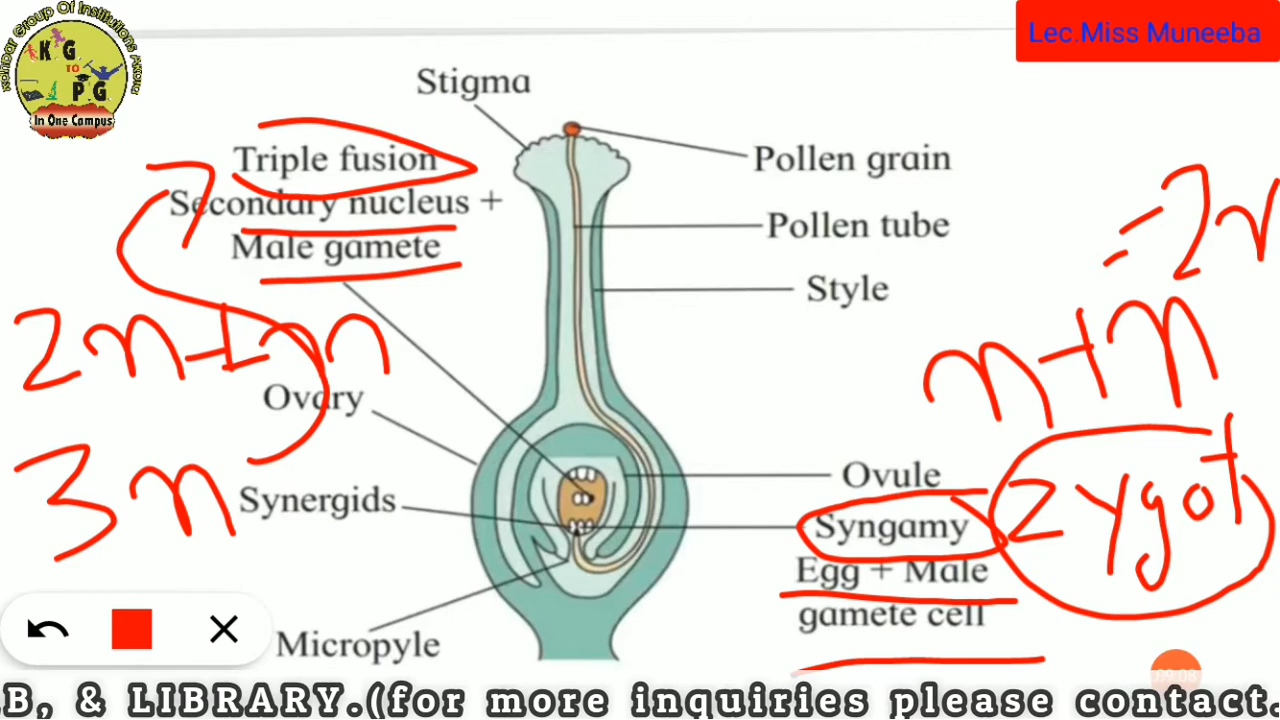 Lec.Miss Muneeba
K G
TO
P G
In One Campus
Stigma
Triple fusion
Secondary nucleus +
Male gamete
Pollen grain
Pollen tube
Style
= 2n
n+n
2n+n
3n
Ovary
Synergids
Micropyle
Ovule
Syngamy
Egg + Male
gamete cell
zygot
09:08
B, & LIBRARY.(for more inquiries please contact.